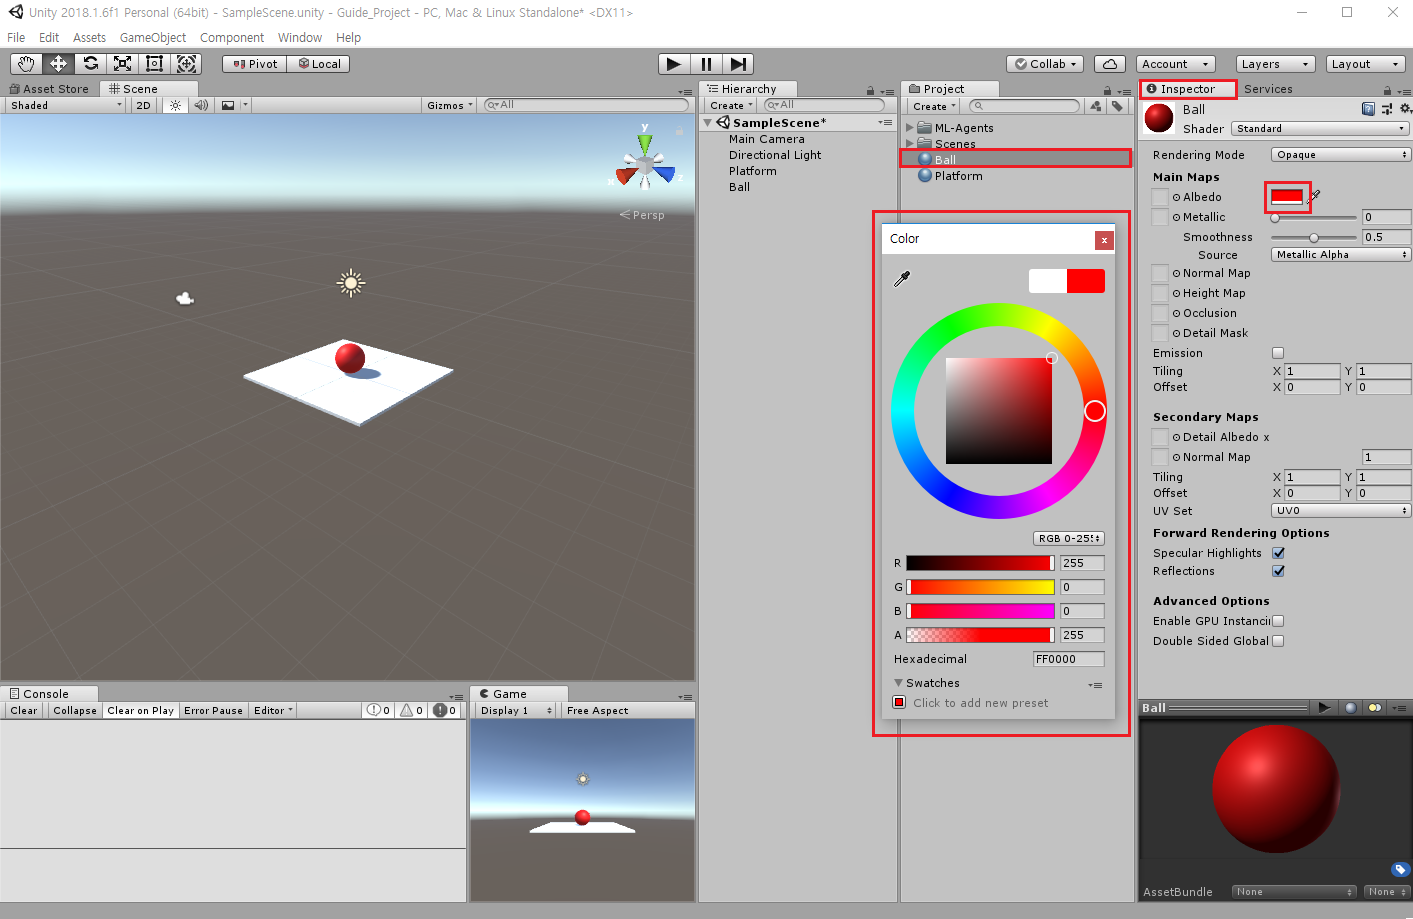 Unity 2018.1.6f1 Personal (64bit) - SampleScene.unity - Guide_Project - PC, Mac & Linux Standalone* <DX11>
File Edit Assets GameObject Component Window Help
Pivot Local Collab Account Layers Layout
Asset Store Scene
Shaded 2D Gizmos All
Hierarchy
Create All
SampleScene*
Main Camera
Directional Light
Platform
Ball
y
x
z
Persp
Project
Create
ML-Agents
Scenes
Ball
Platform
Color
x
RGB 0-255
R 255
G 0
B 0
A 255
Hexadecimal FF0000
Swatches
Click to add new preset
Inspector Services
Ball
Shader Standard
Rendering Mode Opaque
Main Maps
Albedo
Metallic 0
Smoothness 0.5
Source Metallic Alpha
Normal Map
Height Map
Occlusion
Detail Mask
Emission
Tiling X 1 Y 1
Offset X 0 Y 0
Secondary Maps
Detail Albedo x
Normal Map 1
Tiling X 1 Y 1
Offset X 0 Y 0
UV Set UV0
Forward Rendering Options
Specular Highlights
Reflections
Advanced Options
Enable GPU Instancin
Double Sided Global
Console
Clear Collapse Clear on Play Error Pause Editor 0 0 0
Game
Display 1 Free Aspect
Ball
AssetBundle None None